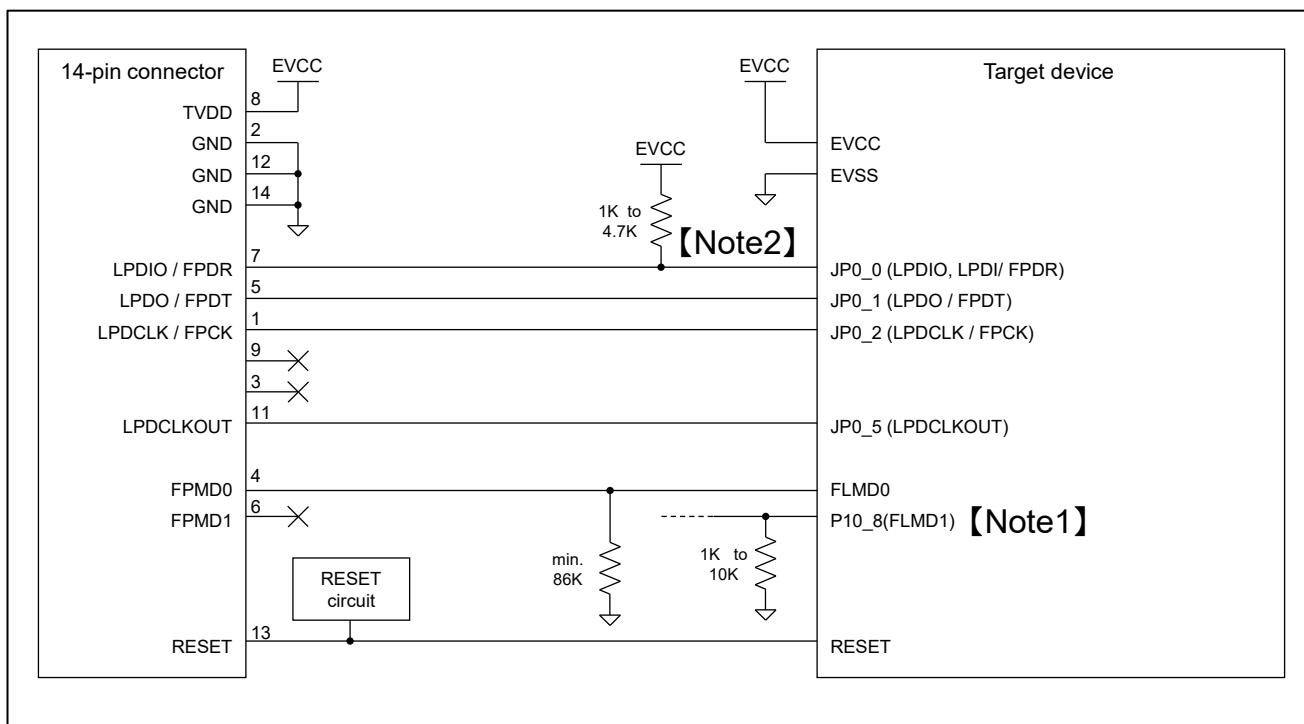 14-pin connector
EVCC
EVCC
Target device
8
TVDD
2
GND
EVCC
12
GND
EVCC
EVSS
14
GND
1K to
4.7K
【Note2】
7
LPDIO / FPDR
JP0_0 (LPDIO, LPDI/ FPDR)
5
LPDO / FPDT
JP0_1 (LPDO / FPDT)
1
LPDCLK / FPCK
JP0_2 (LPDCLK / FPCK)
9
3
11
LPDCLKOUT
JP0_5 (LPDCLKOUT)
4
FPMD0
FLMD0
6
FPMD1
P10_8(FLMD1)【Note1】
min.
86K
1K to
10K
RESET
circuit
13
RESET
RESET